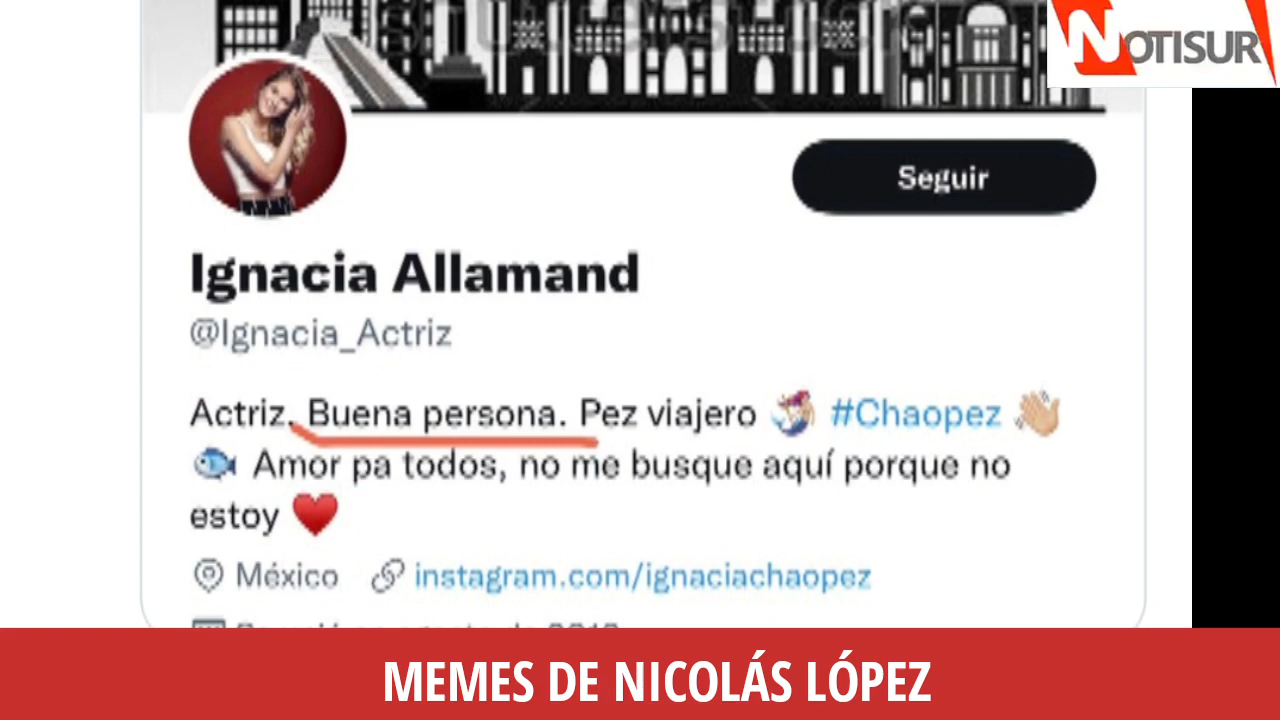 NOTISUR
Seguir
Ignacia Allamand
@Ignacia_Actriz
Actriz. Buena persona. Pez viajero #Chaopez
Amor pa todos, no me busque aquí porque no
estoy
México instagram.com/ignaciachaopez
MEMES DE NICOLÁS LÓPEZ